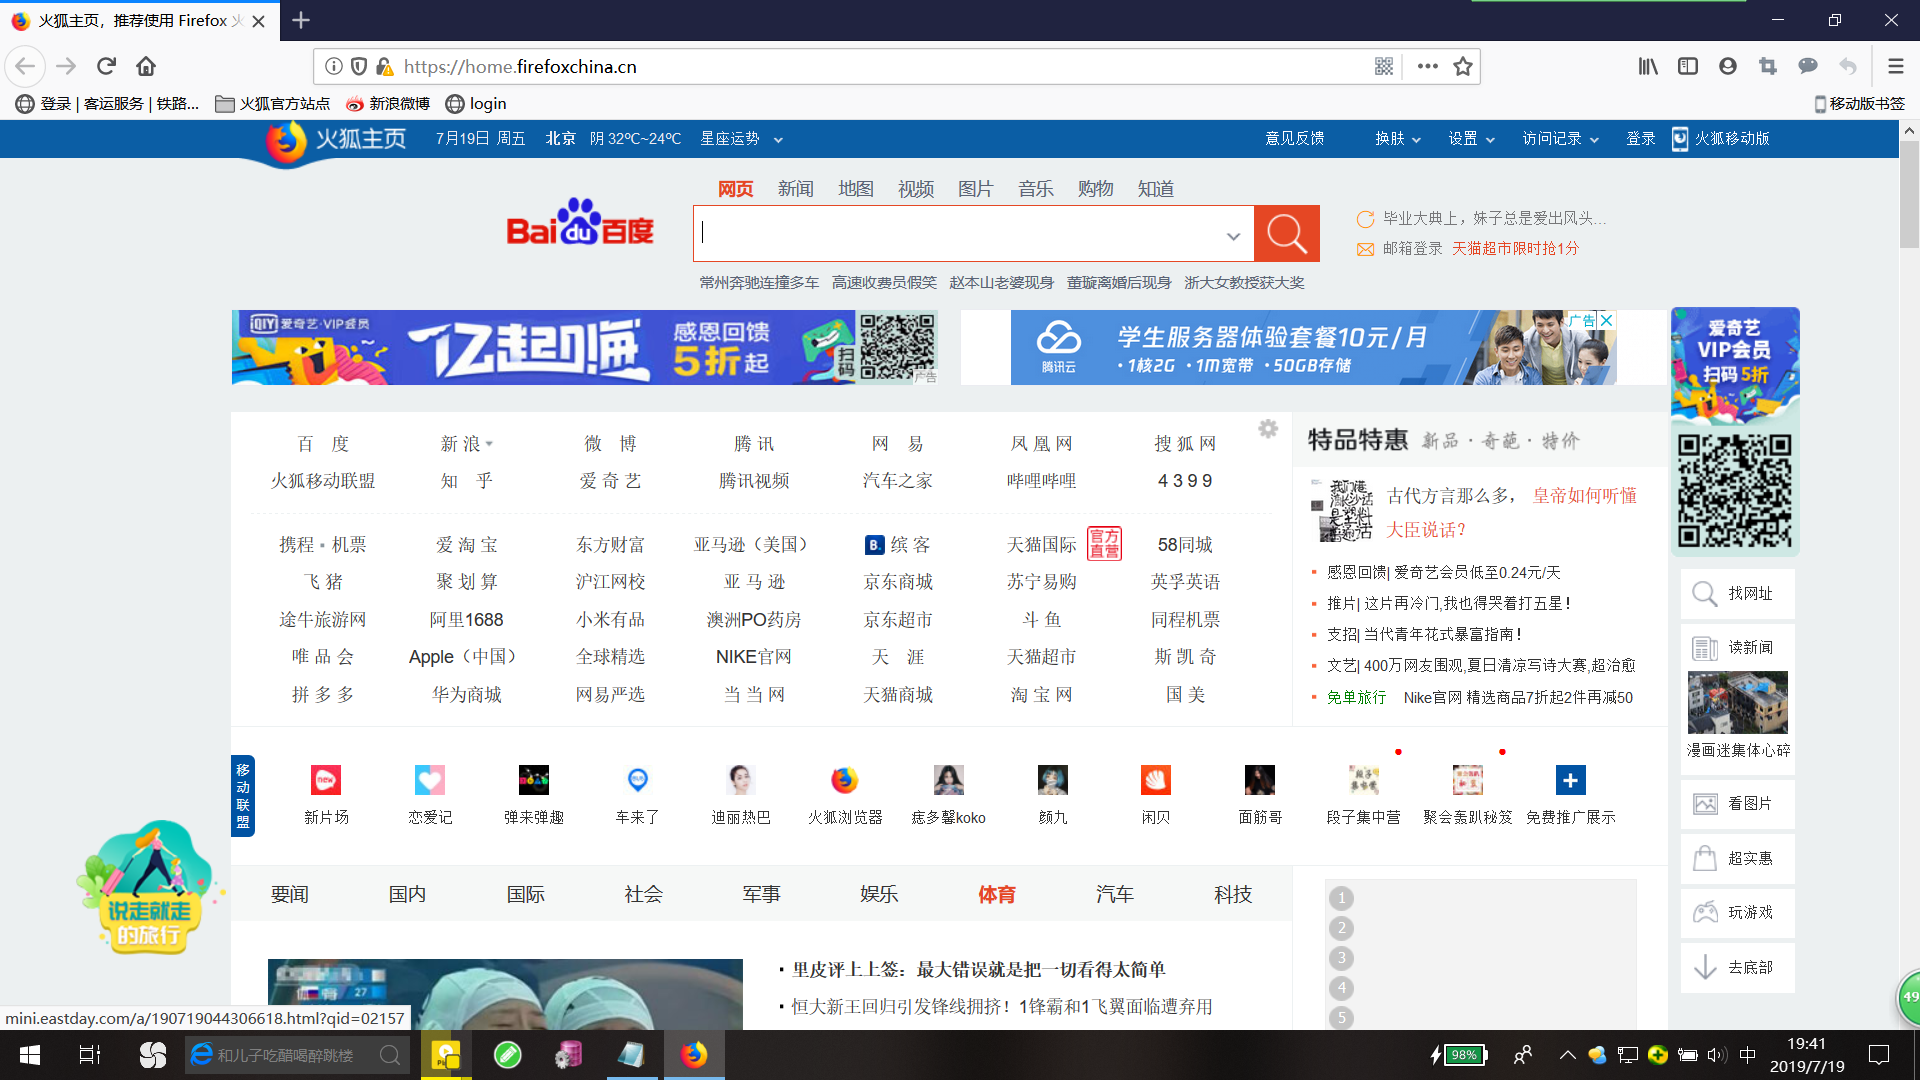 火狐主页，推荐使用 Firefox 火
https://home.firefoxchina.cn
登录 | 客运服务 | 铁路...
火狐官方站点
新浪微博
login
移动版书签
火狐主页
7月19日 周五 北京 阴 32℃~24℃ 星座运势
意见反馈 换肤 设置 访问记录 登录 火狐移动版
网页 新闻 地图 视频 图片 音乐 购物 知道
Bai du 百度
毕业大典上，妹子总是爱出风头...
邮箱登录 天猫超市限时抢1分
常州奔驰连撞多车 高速收费员假笑 赵本山老婆现身 董璇离婚后现身 浙大女教授获大奖
QIY 爱奇艺·VIP会员
亿起嗨
感恩回馈
5折起
扫码
广告
腾讯云
学生服务器体验套餐10元/月
·1核2G ·1M宽带 ·50GB存储
广告
爱奇艺
VIP会员
扫码 5折
百 度 新 浪 微 博 腾 讯 网 易 凤 凰 网 搜 狐 网
火狐移动联盟 知 乎 爱 奇 艺 腾讯视频 汽车之家 哔哩哔哩 4 3 9 9
携程·机票 爱 淘 宝 东方财富 亚马逊（美国） B. 缤 客 天猫国际 官方直营 58同城
飞 猪 聚 划 算 沪江网校 亚 马 逊 京东商城 苏宁易购 英孚英语
途牛旅游网 阿里1688 小米有品 澳洲PO药房 京东超市 斗 鱼 同程机票
唯 品 会 Apple（中国） 全球精选 NIKE官网 天 涯 天猫超市 斯 凯 奇
拼 多 多 华为商城 网易严选 当 当 网 天猫商城 淘 宝 网 国 美
特品特惠 新品·奇葩·特价
古代方言那么多， 皇帝如何听懂
大臣说话?
感恩回馈| 爱奇艺会员低至0.24元/天
推片| 这片再冷门,我也得哭着打五星！
支招| 当代青年花式暴富指南！
文艺| 400万网友围观,夏日清凉写诗大赛,超治愈
免单旅行 Nike官网 精选商品7折起2件再减50
找网址
读新闻
漫画迷集体心碎
看图片
超实惠
玩游戏
去底部
移动联盟
new
新片场 恋爱记 弹来弹趣 车来了 迪丽热巴 火狐浏览器 痣多馨koko 颜九 闲贝 面筋哥 段子集中营 聚会轰趴秘笈 免费推广展示
说走就走
的旅行
要闻 国内 国际 社会 军事 娱乐 体育 汽车 科技
里皮评上上签：最大错误就是把一切看得太简单
恒大新王回归引发锋线拥挤！1锋霸和1飞翼面临遭弃用
27
1
2
3
4
5
49
mini.eastday.com/a/190719044306618.html?qid=02157
和儿子吃醋喝醉跳楼
98%
中
19:41
2019/7/19